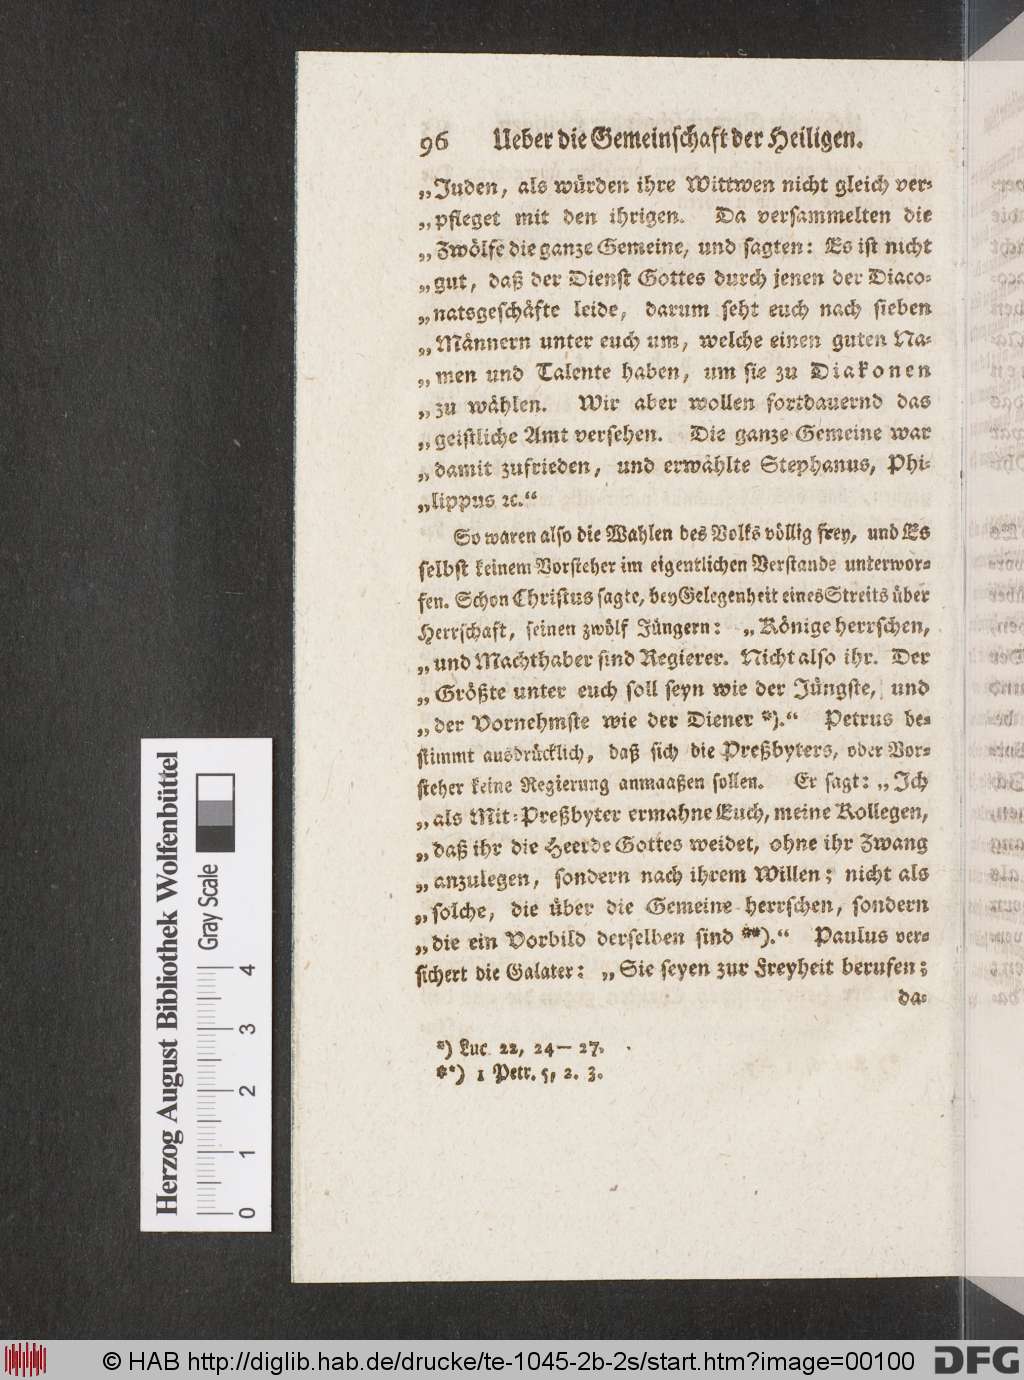 96 Ueber die Gemeinschaft der Heiligen.
„Juden, als würden ihre Wittwen nicht gleich ver-
„pfleget mit den ihrigen. Da versammelten die
„Zwölfe die ganze Gemeine, und sagten: Es ist nicht
„gut, daß der Dienst Gottes durch jenen der Diaco-
„natsgeschäfte leide, darum seht euch nach sieben
„Männern unter euch um, welche einen guten Na-
„men und Talente haben, um sie zu Diakonen
„zu wählen. Wir aber wollen fortdauernd das
„geistliche Amt versehen. Die ganze Gemeine war
„damit zufrieden, und erwählte Stephanus, Phi-
„lippus ꝛc.“
So waren also die Wahlen des Volks völlig frey, und Es
selbst keinem Vorsteher im eigentlichen Verstande unterwor-
fen. Schon Christus sagte, bey Gelegenheit eines Streits über
Herrschaft, seinen zwölf Jüngern: „Könige herrschen,
„und Machthaber sind Regierer. Nicht also ihr. Der
„Größte unter euch soll seyn wie der Jüngste, und
„der Vornehmste wie der Diener *).“ Petrus be-
stimmt ausdrücklich, daß sich die Preßbyters, oder Vor-
steher keine Regierung anmaaßen sollen. Er sagt: „Ich
„als Mit-Preßbyter ermahne Euch, meine Kollegen,
„daß ihr die Heerde Gottes weidet, ohne ihr Zwang
„anzulegen, sondern nach ihrem Willen; nicht als
„solche, die über die Gemeine herrschen, sondern
„die ein Vorbild derselben sind **).“ Paulus ver-
sichert die Galater: „Sie seyen zur Freyheit berufen;
da-
*) Luc 22, 24—27.
**) 1 Petr. 5, 2. 3.
Herzog August Bibliothek Wolfenbüttel
Gray Scale
0 1 2 3 4
© HAB http://diglib.hab.de/drucke/te-1045-2b-2s/start.htm?image=00100
DFG